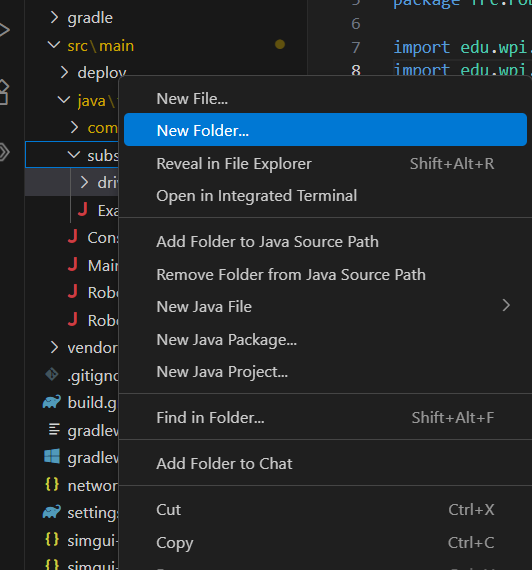 gradle
src\main
deploy
java\
com
subs
driv
Exa
Cons
Main
Robo
Robo
vendor
.gitigno
build.g
gradlew
gradlew
network
settings
simgui-
simgui-
5
6
7
8
package frc.rob
import edu.wpi.
import edu.wpi.
New File...
New Folder...
Reveal in File Explorer Shift+Alt+R
Open in Integrated Terminal
Add Folder to Java Source Path
Remove Folder from Java Source Path
New Java File
New Java Package...
New Java Project...
Find in Folder... Shift+Alt+F
Add Folder to Chat
Cut Ctrl+X
Copy Ctrl+C